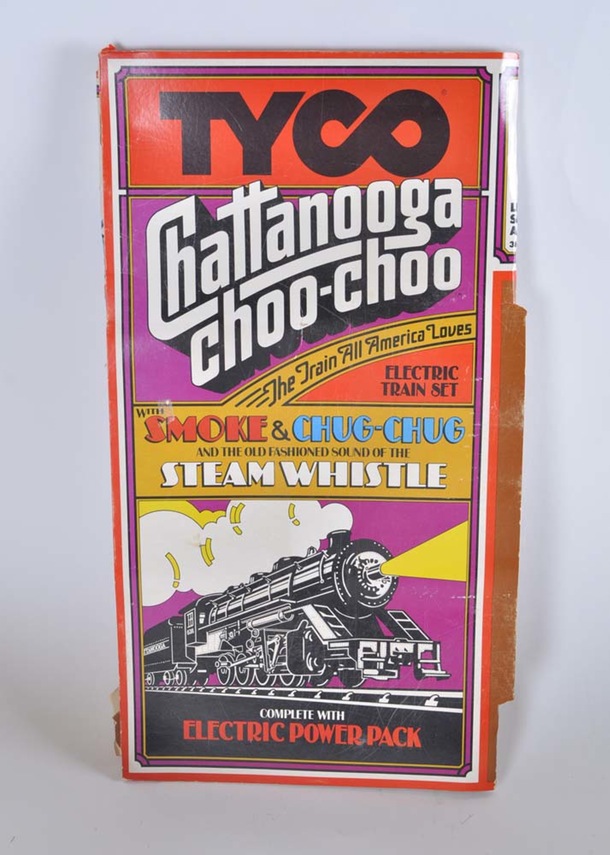 TYCO®
Chattanooga
choo-choo
The Train All America Loves
ELECTRIC
TRAIN SET
WITH
SMOKE & CHUG-CHUG
AND THE OLD FASHIONED SOUND OF THE
STEAM WHISTLE
COMPLETE WITH
ELECTRIC POWER PACK